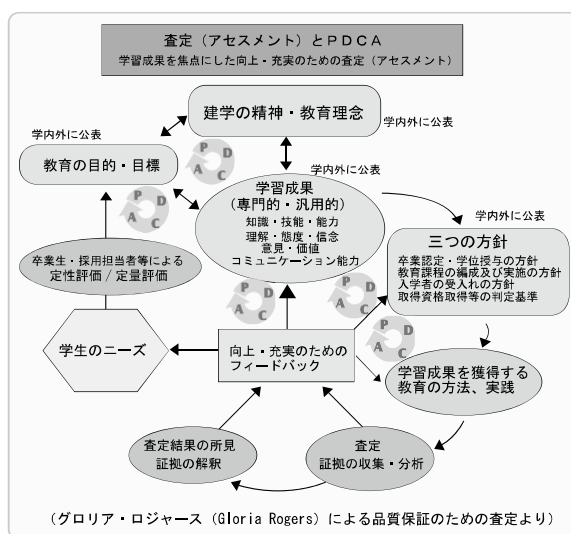 査定（アセスメント）とPDCA
学習成果を焦点にした向上・充実のための査定（アセスメント）
建学の精神・教育理念
学内外に公表
学内外に公表
教育の目的・目標
P D C A
学内外に公表
学習成果
（専門的・汎用的）
知識・技能・能力
理解・態度・信念
意見・価値
コミュニケーション能力
P D C A
学内外に公表
三つの方針
卒業認定・学位授与の方針
教育課程の編成及び実施の方針
入学者の受入れの方針
取得資格取得等の判定基準
卒業生・採用担当者等による
定性評価/定量評価
P D C A
P D C A
学生のニーズ
向上・充実のための
フィードバック
学習成果を獲得する
教育の方法、実践
査定結果の所見
証拠の解釈
査定
証拠の収集・分析
（グロリア・ロジャース（Gloria Rogers）による品質保証のための査定より）